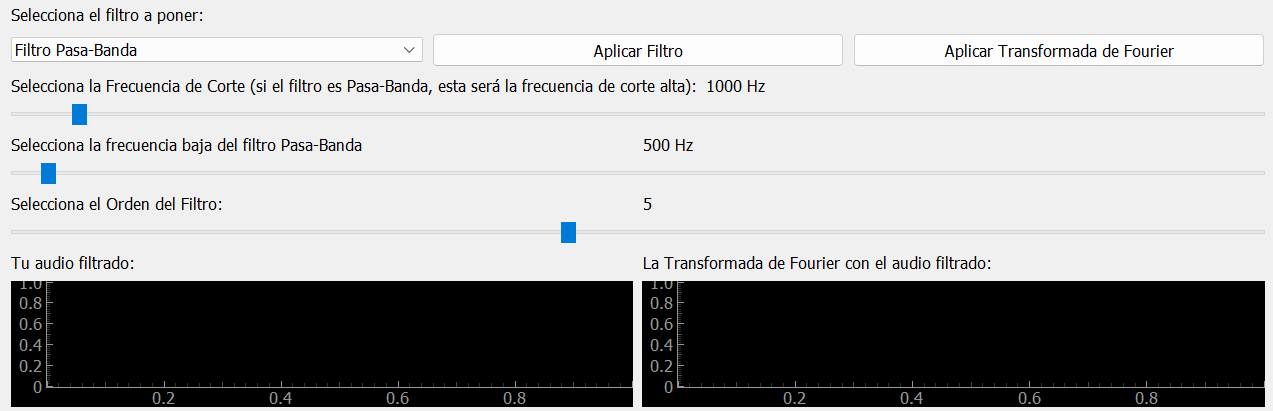 Selecciona el filtro a poner:
Filtro Pasa-Banda
Aplicar Filtro
Aplicar Transformada de Fourier
Selecciona la Frecuencia de Corte (si el filtro es Pasa-Banda, esta será la frecuencia de corte alta): 1000 Hz
Selecciona la frecuencia baja del filtro Pasa-Banda 500 Hz
Selecciona el Orden del Filtro: 5
Tu audio filtrado:
1.0
0.8
0.6
0.4
0.2
0
0.2 0.4 0.6 0.8
La Transformada de Fourier con el audio filtrado:
1.0
0.8
0.6
0.4
0.2
0
0.2 0.4 0.6 0.8